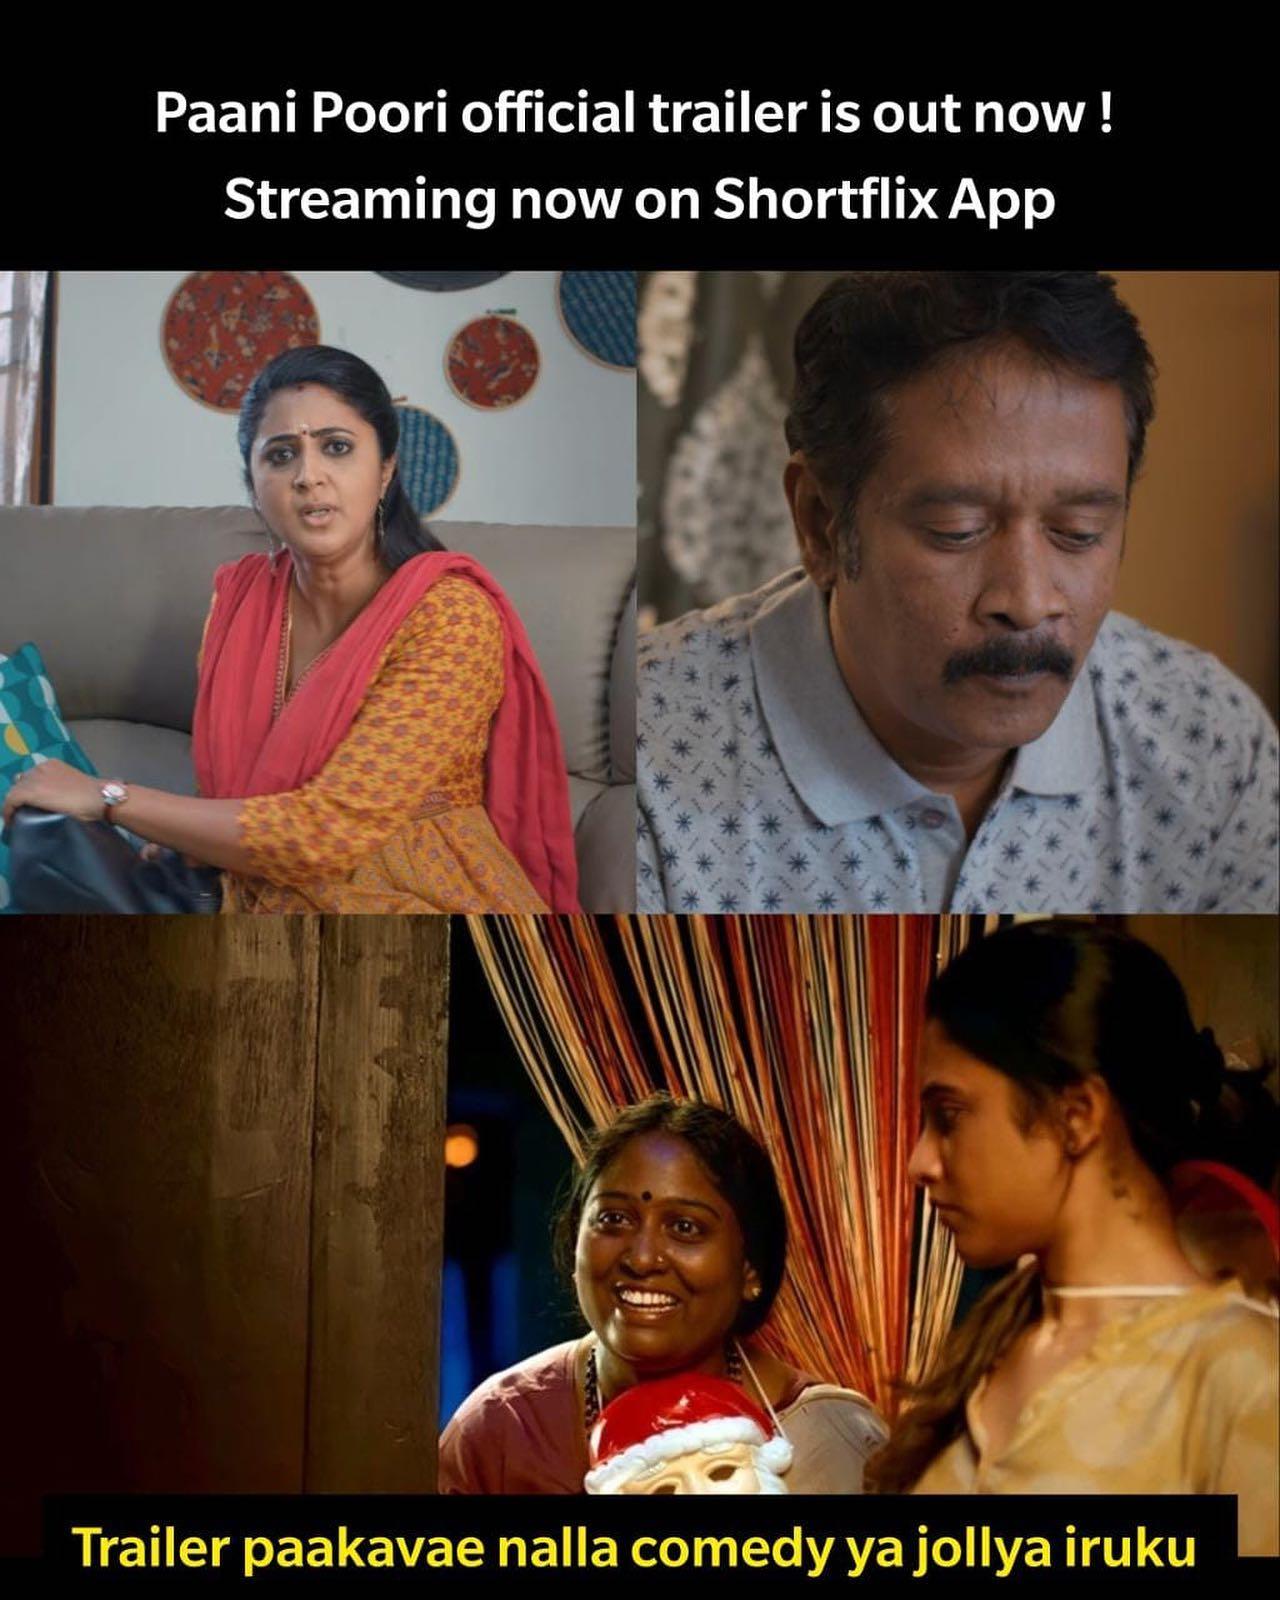 Paani Poori official trailer is out now !
Streaming now on Shortflix App
Trailer paakavae nalla comedy ya jollya iruku